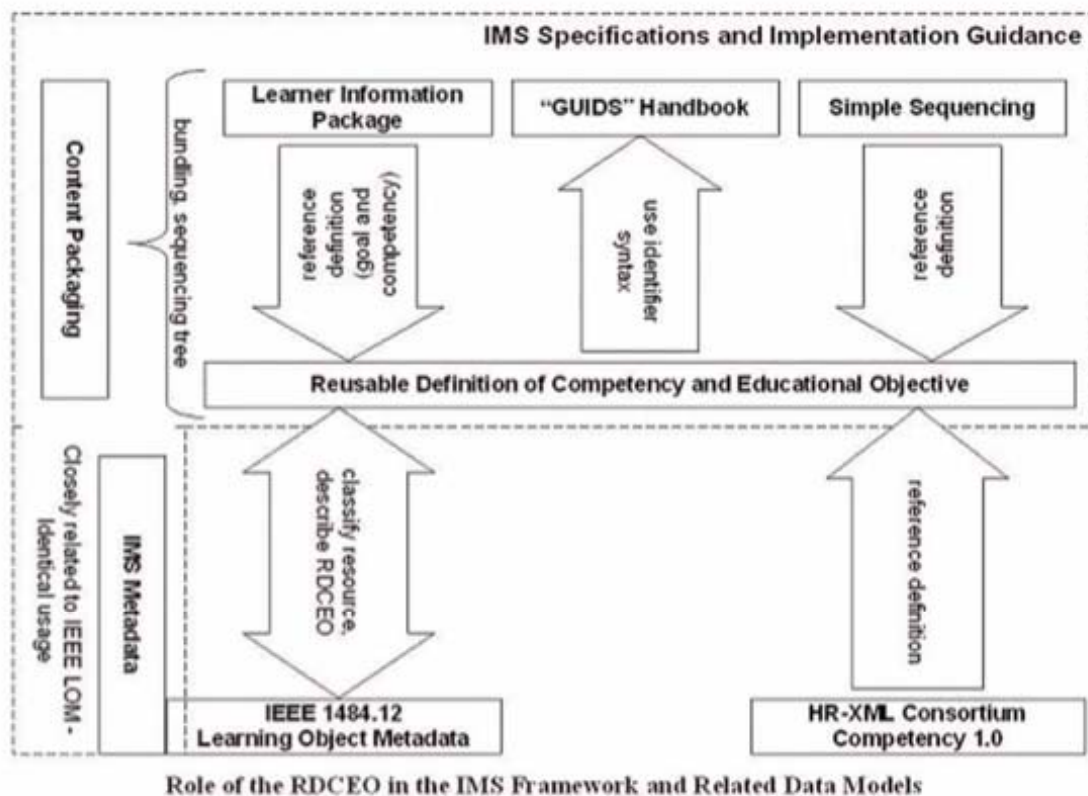 IMS Specifications and Implementation Guidance
Learner Information
Package
“GUIDS” Handbook
Simple Sequencing
Content Packaging
bundling, sequencing tree
competency/)
(goal and
definition
reference
use identifier
syntax
definition
reference
Reusable Definition of Competency and Educational Objective
Closely related to IEEE LOM -
Identical usage
IMS Metadata
classify resource,
describe RDCEO
reference definition
IEEE 1484.12
Learning Object Metadata
HR-XML Consortium
Competency 1.0
Role of the RDCEO in the IMS Framework and Related Data Models